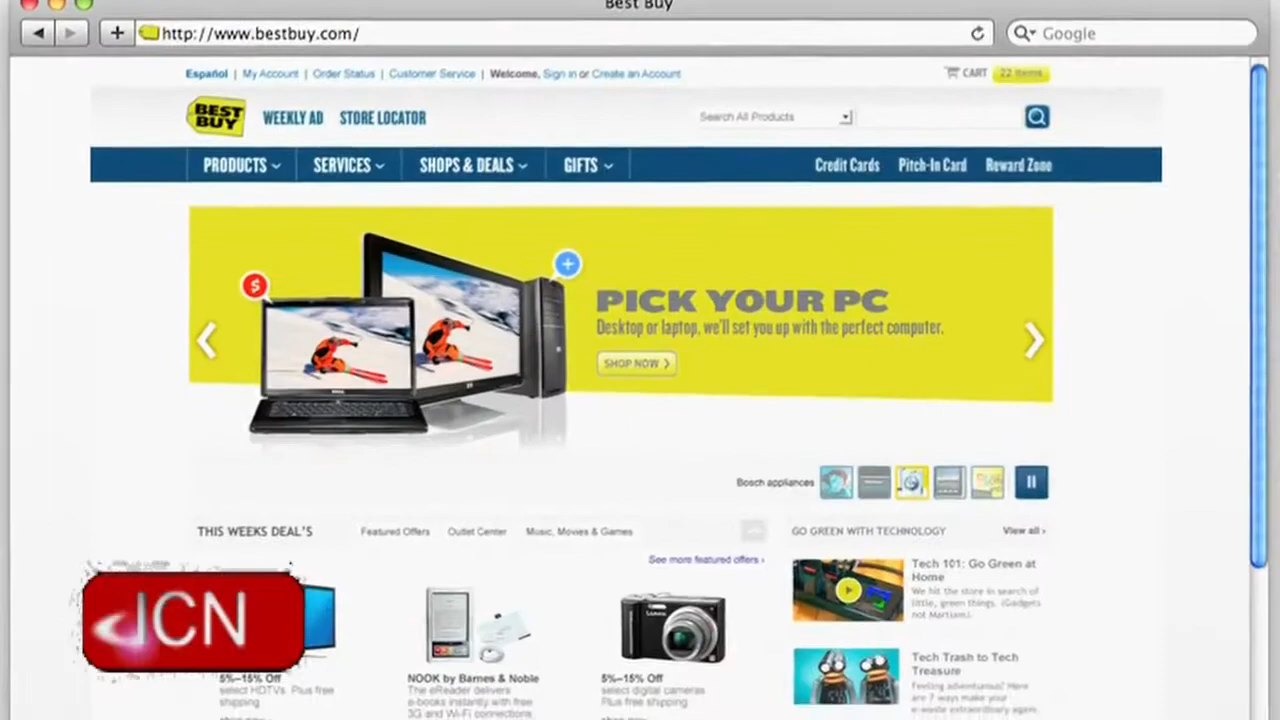 Best Buy
http://www.bestbuy.com/
Google
Español | My Account | Order Status | Customer Service | Welcome, Sign in or Create an Account
CART 22 items
BEST BUY
WEEKLY AD STORE LOCATOR
Search All Products
PRODUCTS SERVICES SHOPS & DEALS GIFTS Credit Cards Pitch-In Card Reward Zone
$
+
PICK YOUR PC
Desktop or laptop, we'll set you up with the perfect computer.
SHOP NOW >
Bosch appliances
THIS WEEKS DEAL'S Featured Offers Outlet Center Music, Movies & Games
See more featured offers ›
5%–15% Off
select HDTVs. Plus free
shipping
NOOK by Barnes & Noble
The eReader delivers
e-books instantly with free
3G and Wi-Fi connections
LUMIX
5%–15% Off
select digital cameras
Plus free shipping.
GO GREEN WITH TECHNOLOGY View all ›
Tech 101: Go Green at
Home
We hit the store in search of
little, green things. (Gadgets
not Martians).
Tech Trash to Tech
Treasure
Feeling adventurous? Here
are 7 ways make your
e-waste extraordinary again.
JCN